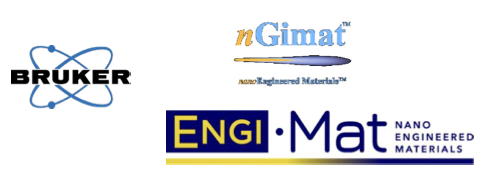 BRUKER
nGimat™
nanoEngineered Materials™
ENGI·Mat NANO
ENGINEERED
MATERIALS